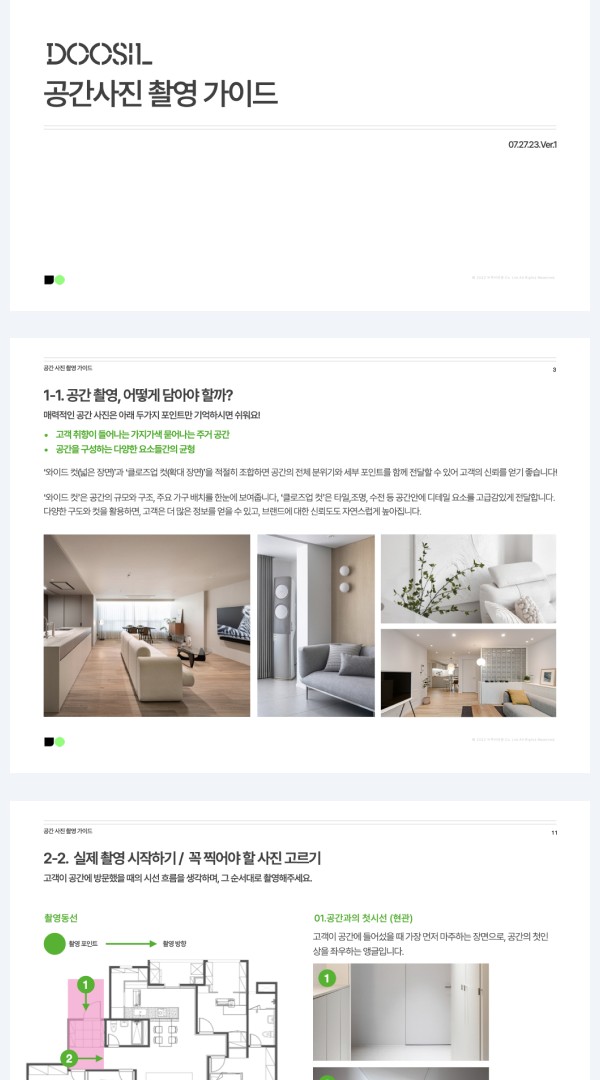 DOOSIL
공간사진 촬영 가이드
07.27.23.Ver.1
공간 사진 촬영 가이드
3
1-1. 공간 촬영, 어떻게 담아야 할까?
매력적인 공간 사진은 아래 두가지 포인트만 기억하시면 쉬워요!
• 고객 취향이 들어나는 가지가색 묻어나는 주거 공간
• 공간을 구성하는 다양한 요소들간의 균형
'와이드 컷(넓은 장면)'과 '클로즈업 컷(확대 장면)'을 적절히 조합하면 공간의 전체 분위기와 세부 포인트를 함께 전달할 수 있어 고객의 신뢰를 얻기 좋습니다!
'와이드 컷'은 공간의 규모와 구조, 주요 가구 배치를 한눈에 보여줍니다. '클로즈업 컷'은 타일,조명, 수전 등 공간안에 디테일 요소를 고급감있게 전달합니다.
다양한 구도와 컷을 활용하면, 고객은 더 많은 정보를 얻을 수 있고, 브랜드에 대한 신뢰도도 자연스럽게 높아집니다.
공간 사진 촬영 가이드
11
2-2. 실제 촬영 시작하기 / 꼭 찍어야 할 사진 고르기
고객이 공간에 방문했을 때의 시선 흐름을 생각하며, 그 순서대로 촬영해주세요.
촬영동선
촬영 포인트
촬영 방향
1
2
01.공간과의 첫시선 (현관)
고객이 공간에 들어섰을 때 가장 먼저 마주하는 장면으로, 공간의 첫인
상을 좌우하는 앵글입니다.
1